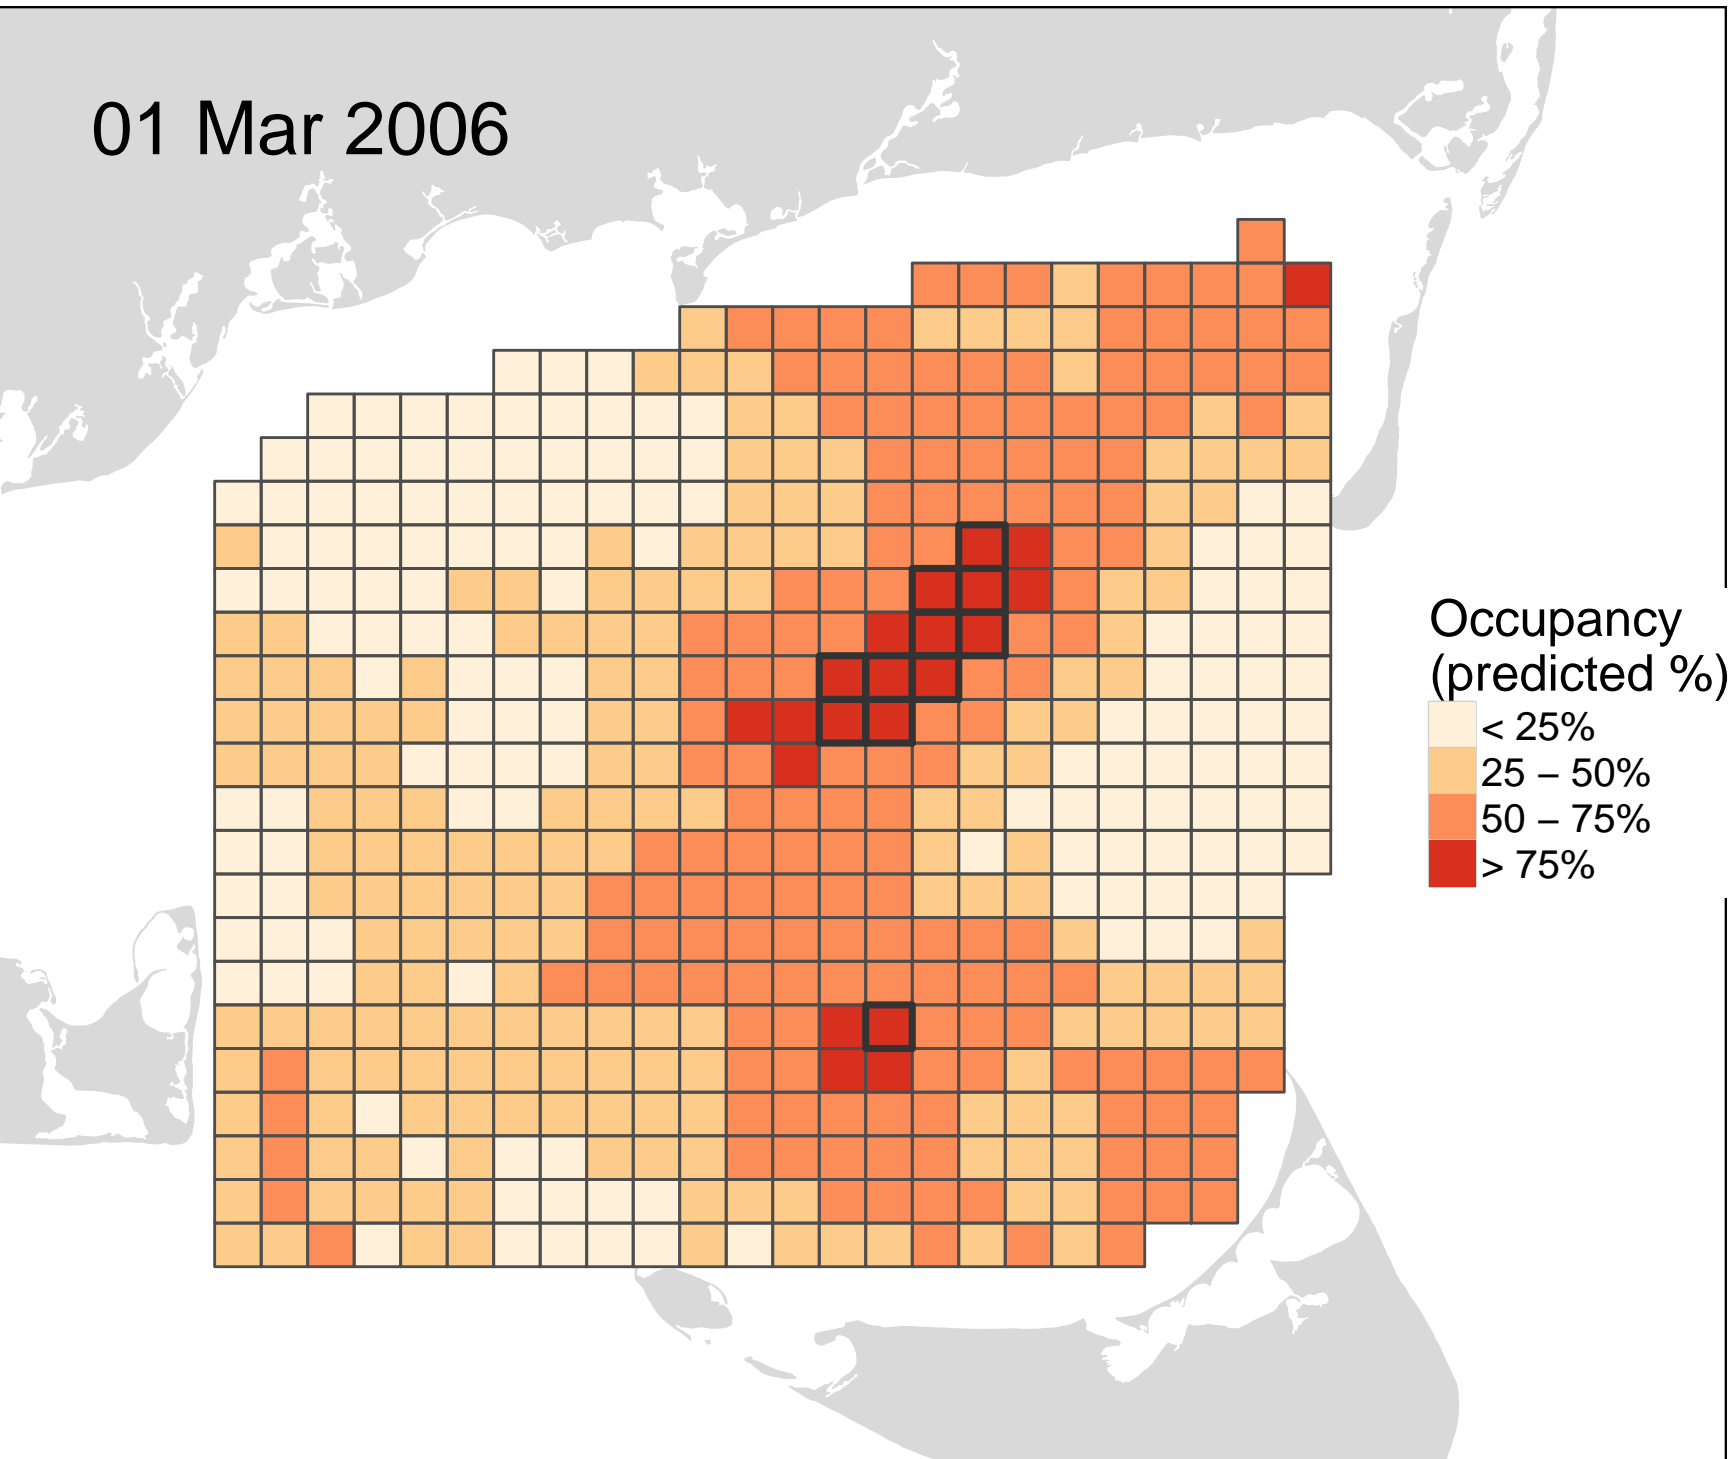 01 Mar 2006
Occupancy
(predicted %)
< 25%
25 – 50%
50 – 75%
> 75%